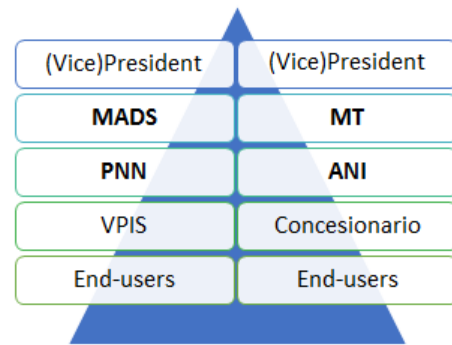 (Vice)President (Vice)President
MADS MT
PNN ANI
VPIS Concesionario
End-users End-users